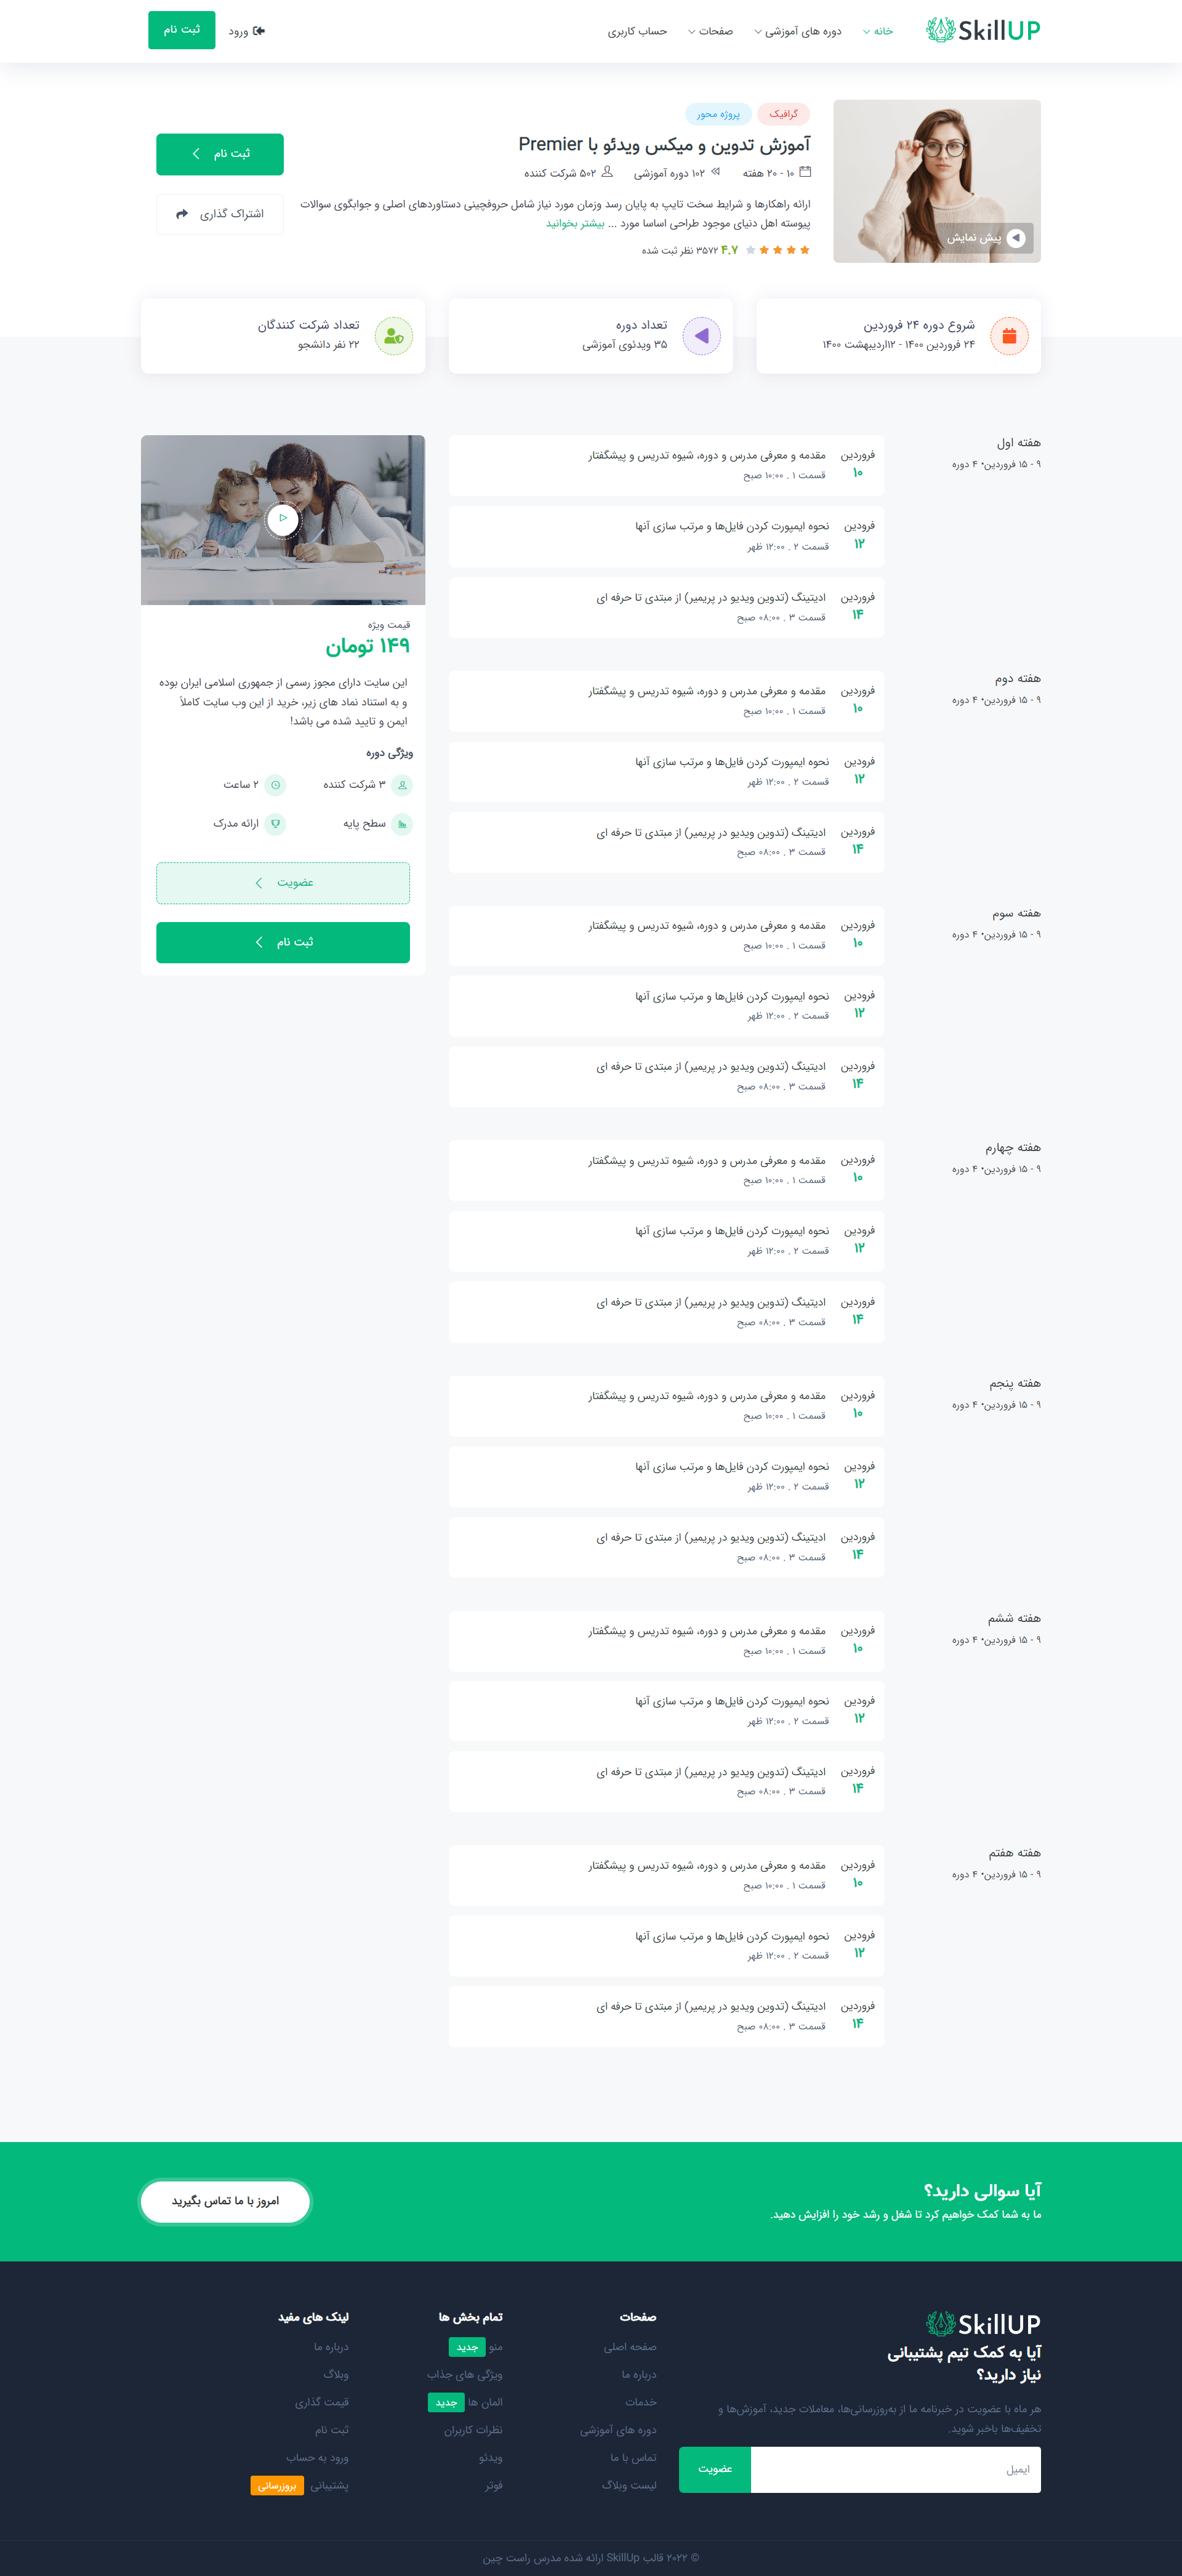 SkillUP
خانه
دوره های آموزشی
صفحات
حساب کاربری
ورود
ثبت نام
پیش نمایش
گرافیک
پروژه محور
آموزش تدوین و میکس ویدئو با Premier
۱۰ - ۲۰ هفته
۱۰۲ دوره آموزشی
۵۰۲ شرکت کننده
ارائه راهکارها و شرایط سخت تایپ به پایان رسد وزمان مورد نیاز شامل حروفچینی دستاوردهای اصلی و جوابگوی سوالات
پیوسته اهل دنیای موجود طراحی اساسا مورد ... بیشتر بخوانید
۴.۷ ۳۵۷۲ نظر ثبت شده
ثبت نام
اشتراک گذاری
شروع دوره ۲۴ فروردین
۲۴ فروردین ۱۴۰۰ - ۱۲اردیبهشت ۱۴۰۰
تعداد دوره
۳۵ ویدئوی آموزشی
تعداد شرکت کنندگان
۲۲ نفر دانشجو
هفته اول
۹ - ۱۵ فروردین• ۴ دوره
فروردین
۱۰
مقدمه و معرفی مدرس و دوره، شیوه تدریس و پیشگفتار
قسمت ۱ . ۱۰:۰۰ صبح
فرودین
۱۲
نحوه ایمپورت کردن فایل‌ها و مرتب سازی آنها
قسمت ۲ . ۱۲:۰۰ ظهر
فروردین
۱۴
ادیتینگ (تدوین ویدیو در پریمیر) از مبتدی تا حرفه ای
قسمت ۳ . ۰۸:۰۰ صبح
هفته دوم
۹ - ۱۵ فروردین• ۴ دوره
فروردین
۱۰
مقدمه و معرفی مدرس و دوره، شیوه تدریس و پیشگفتار
قسمت ۱ . ۱۰:۰۰ صبح
فرودین
۱۲
نحوه ایمپورت کردن فایل‌ها و مرتب سازی آنها
قسمت ۲ . ۱۲:۰۰ ظهر
فروردین
۱۴
ادیتینگ (تدوین ویدیو در پریمیر) از مبتدی تا حرفه ای
قسمت ۳ . ۰۸:۰۰ صبح
هفته سوم
۹ - ۱۵ فروردین• ۴ دوره
فروردین
۱۰
مقدمه و معرفی مدرس و دوره، شیوه تدریس و پیشگفتار
قسمت ۱ . ۱۰:۰۰ صبح
فرودین
۱۲
نحوه ایمپورت کردن فایل‌ها و مرتب سازی آنها
قسمت ۲ . ۱۲:۰۰ ظهر
فروردین
۱۴
ادیتینگ (تدوین ویدیو در پریمیر) از مبتدی تا حرفه ای
قسمت ۳ . ۰۸:۰۰ صبح
هفته چهارم
۹ - ۱۵ فروردین• ۴ دوره
فروردین
۱۰
مقدمه و معرفی مدرس و دوره، شیوه تدریس و پیشگفتار
قسمت ۱ . ۱۰:۰۰ صبح
فرودین
۱۲
نحوه ایمپورت کردن فایل‌ها و مرتب سازی آنها
قسمت ۲ . ۱۲:۰۰ ظهر
فروردین
۱۴
ادیتینگ (تدوین ویدیو در پریمیر) از مبتدی تا حرفه ای
قسمت ۳ . ۰۸:۰۰ صبح
هفته پنجم
۹ - ۱۵ فروردین• ۴ دوره
فروردین
۱۰
مقدمه و معرفی مدرس و دوره، شیوه تدریس و پیشگفتار
قسمت ۱ . ۱۰:۰۰ صبح
فرودین
۱۲
نحوه ایمپورت کردن فایل‌ها و مرتب سازی آنها
قسمت ۲ . ۱۲:۰۰ ظهر
فروردین
۱۴
ادیتینگ (تدوین ویدیو در پریمیر) از مبتدی تا حرفه ای
قسمت ۳ . ۰۸:۰۰ صبح
هفته ششم
۹ - ۱۵ فروردین• ۴ دوره
فروردین
۱۰
مقدمه و معرفی مدرس و دوره، شیوه تدریس و پیشگفتار
قسمت ۱ . ۱۰:۰۰ صبح
فرودین
۱۲
نحوه ایمپورت کردن فایل‌ها و مرتب سازی آنها
قسمت ۲ . ۱۲:۰۰ ظهر
فروردین
۱۴
ادیتینگ (تدوین ویدیو در پریمیر) از مبتدی تا حرفه ای
قسمت ۳ . ۰۸:۰۰ صبح
هفته هفتم
۹ - ۱۵ فروردین• ۴ دوره
فروردین
۱۰
مقدمه و معرفی مدرس و دوره، شیوه تدریس و پیشگفتار
قسمت ۱ . ۱۰:۰۰ صبح
فرودین
۱۲
نحوه ایمپورت کردن فایل‌ها و مرتب سازی آنها
قسمت ۲ . ۱۲:۰۰ ظهر
فروردین
۱۴
ادیتینگ (تدوین ویدیو در پریمیر) از مبتدی تا حرفه ای
قسمت ۳ . ۰۸:۰۰ صبح
قیمت ویژه
۱۴۹ تومان
این سایت دارای مجوز رسمی از جمهوری اسلامی ایران بوده
و به استناد نماد های زیر، خرید از این وب سایت کاملاً
ایمن و تایید شده می باشد!
ویژگی دوره
۳ شرکت کننده
۲ ساعت
سطح پایه
ارائه مدرک
عضویت
ثبت نام
آیا سوالی دارید؟
ما به شما کمک خواهیم کرد تا شغل و رشد خود را افزایش دهید.
امروز با ما تماس بگیرید
SkillUP
آیا به کمک تیم پشتیبانی
نیاز دارید؟
هر ماه با عضویت در خبرنامه ما از به‌روزرسانی‌ها، معاملات جدید، آموزش‌ها و
تخفیف‌ها باخبر شوید.
ایمیل
عضویت
صفحات
صفحه اصلی
درباره ما
خدمات
دوره های آموزشی
تماس با ما
لیست وبلاگ
تمام بخش ها
منو جدید
ویژگی های جذاب
المان ها جدید
نظرات کاربران
ویدئو
فوتر
لینک های مفید
درباره ما
وبلاگ
قیمت گذاری
ثبت نام
ورود به حساب
پشتیبانی بروزرسانی
© ۲۰۲۲ قالب SkillUp ارائه شده مدرس راست چین